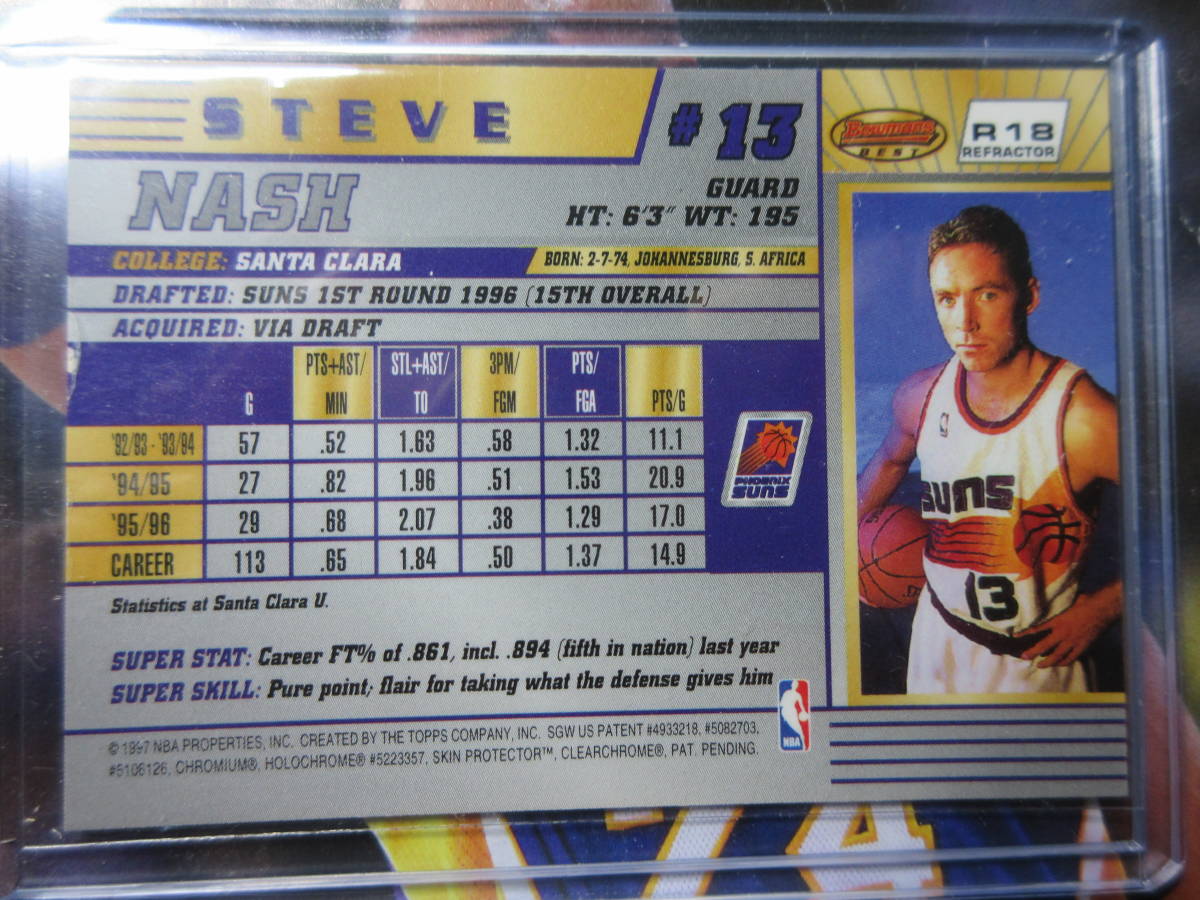 STEVE
#13
NASH
GUARD
HT: 6'3" WT: 195
COLLEGE: SANTA CLARA
BORN: 2-7-74, JOHANNESBURG, S. AFRICA
DRAFTED: SUNS 1ST ROUND 1996 (15TH OVERALL)
ACQUIRED: VIA DRAFT
G PTS+AST/MIN STL+AST/TO 3PM/FGM PTS/FGA PTS/G
'92/93 - '93/94 57 .52 1.63 .58 1.32 11.1
'94/95 27 .82 1.96 .51 1.53 20.9
'95/96 29 .68 2.07 .38 1.29 17.0
CAREER 113 .65 1.84 .50 1.37 14.9
Statistics at Santa Clara U.
SUPER STAT: Career FT% of .861, incl. .894 (fifth in nation) last year
SUPER SKILL: Pure point; flair for taking what the defense gives him
© 1997 NBA PROPERTIES, INC. CREATED BY THE TOPPS COMPANY, INC. SGW US PATENT #4933218, #5082703,
#5106126, CHROMIUM®, HOLOCHROME® #5223357, SKIN PROTECTOR™, CLEARCHROME®, PAT. PENDING.
NBA
PHOENIX
SUNS
Bowman's
BEST
R18
REFRACTOR
SUNS
13
74